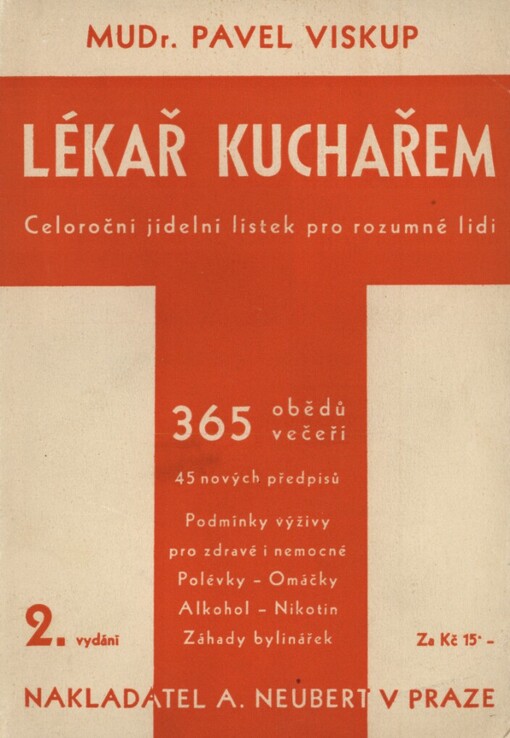 MUDr. PAVEL VISKUP
LÉKAŘ KUCHAŘEM
Celoroční jídelní lístek pro rozumné lidi
365 obědů
večeří
45 nových předpisů
Podmínky výživy
pro zdravé i nemocné
Polévky - Omáčky
Alkohol - Nikotin
Záhady bylinářek
2. vydání
Za Kč 15·-
NAKLADATEL A. NEUBERT V PRAZE